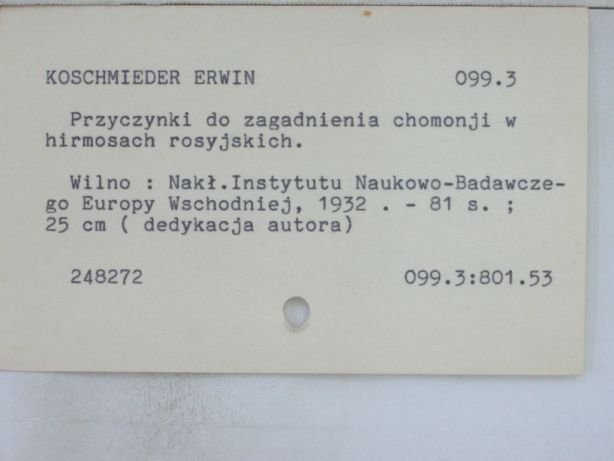 KOSCHMIEDER ERWIN 099.3
Przyczynki do zagadnienia chomonji w
hirmosach rosyjskich.
Wilno : Nakł.Instytutu Naukowo-Badawcze-
go Europy Wschodniej, 1932 . - 81 s. ;
25 cm ( dedykacja autora)
248272 099.3:801.53